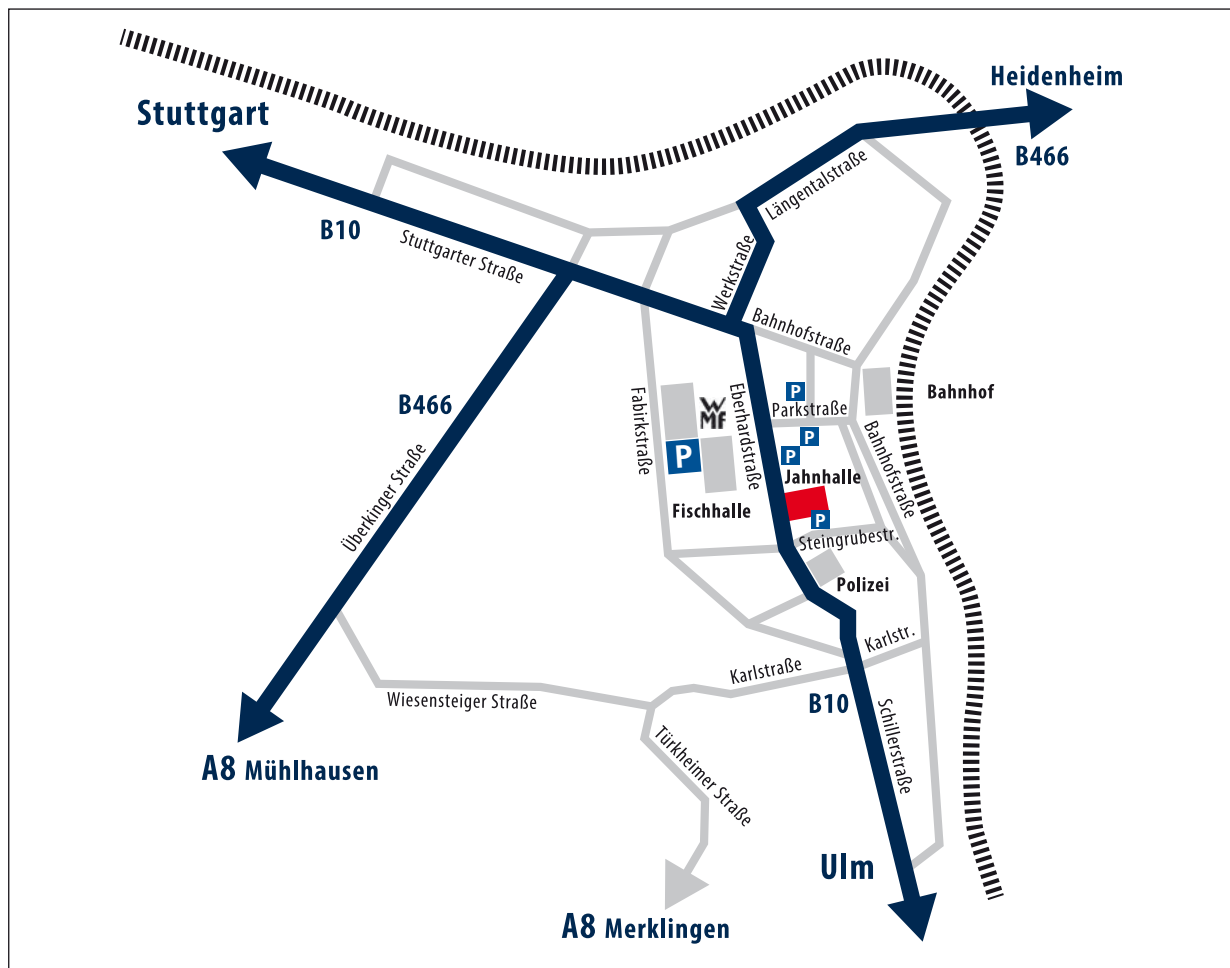 Heidenheim
Stuttgart
B466
Längentalstraße
B10
Stuttgarter Straße
Werkstraße
Bahnhofstraße
Bahnhof
B466
Fabirkstraße
WMf
Eberhardstraße
P
Parkstraße
P
P
P
Bahnhofstraße
Jahnhalle
Fischhalle
P
Steingrubestr.
Überkinger Straße
Polizei
Karlstr.
Karlstraße
Wiesensteiger Straße
B10
Schillerstraße
Türkheimer Straße
A8 Mühlhausen
Ulm
A8 Merklingen